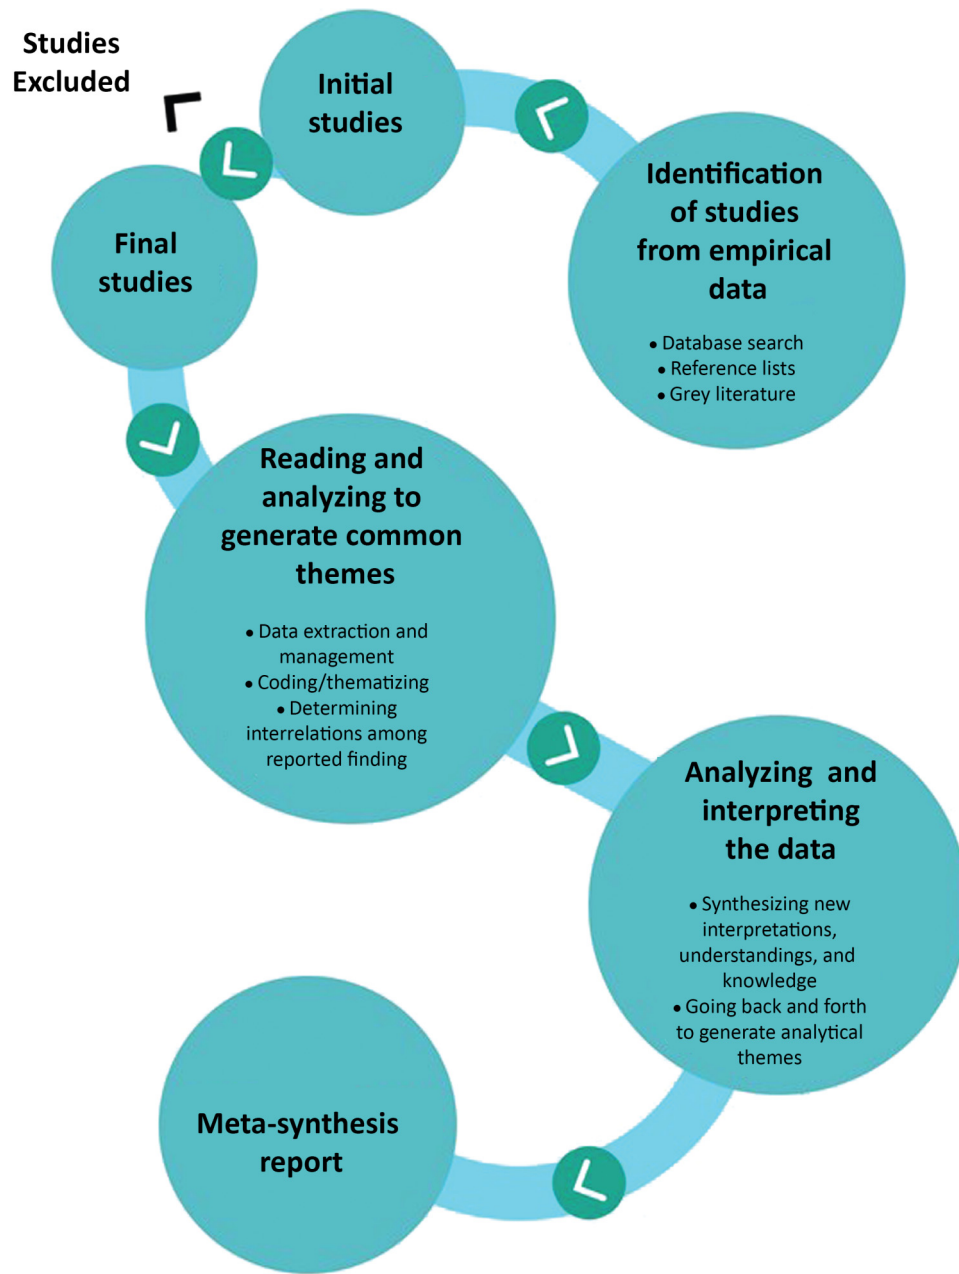 Studies
Excluded
Initial
studies
Identification
of studies
from empirical
data
• Database search
• Reference lists
• Grey literature
Final
studies
Reading and
analyzing to
generate common
themes
• Data extraction and
management
• Coding/thematizing
• Determining
interrelations among
reported finding
Analyzing and
interpreting
the data
• Synthesizing new
interpretations,
understandings, and
knowledge
• Going back and forth
to generate analytical
themes
Meta-synthesis
report